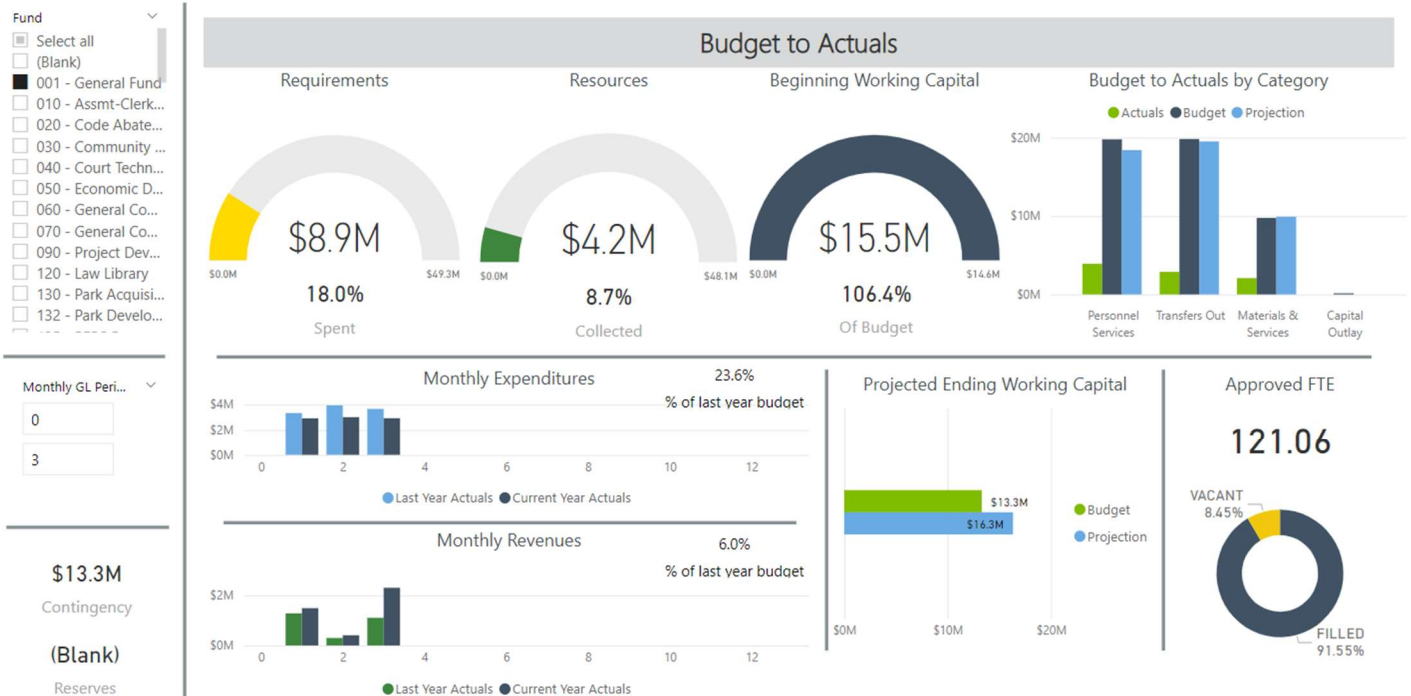 Fund
Select all
(Blank)
001 - General Fund
010 - Assmt-Clerk...
020 - Code Abate...
030 - Community ...
040 - Court Techn...
050 - Economic D...
060 - General Co...
070 - General Co...
090 - Project Dev...
120 - Law Library
130 - Park Acquisi...
132 - Park Develo...
Monthly GL Peri...
0
3
$13.3M
Contingency
(Blank)
Reserves
Budget to Actuals
Requirements
$8.9M
$0.0M
$49.3M
18.0%
Spent
Resources
$4.2M
$0.0M
$48.1M
8.7%
Collected
Beginning Working Capital
$15.5M
$0.0M
$14.6M
106.4%
Of Budget
Budget to Actuals by Category
Actuals Budget Projection
$20M
$10M
$0M
Personnel
Services
Transfers Out
Materials &
Services
Capital
Outlay
Monthly Expenditures
23.6%
% of last year budget
$4M
$2M
$0M
0 2 4 6 8 10 12
Last Year Actuals Current Year Actuals
Monthly Revenues
6.0%
% of last year budget
$2M
$0M
0 2 4 6 8 10 12
Last Year Actuals Current Year Actuals
Projected Ending Working Capital
$13.3M
$16.3M
Budget
Projection
$0M $10M $20M
Approved FTE
121.06
VACANT
8.45%
FILLED
91.55%